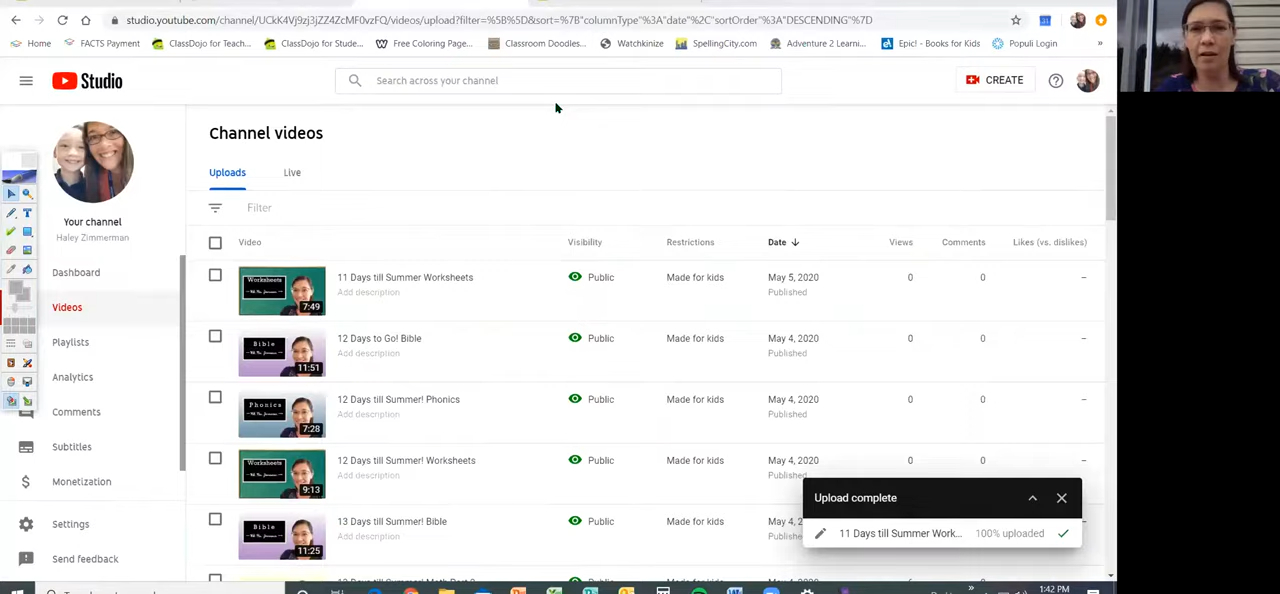 studio.youtube.com/channel/UCkK4Vj9zj3jZZ4ZcMF0vzFQ/videos/upload?filter=%5B%5D&sort=%7B"columnType"%3A"date"%2C"sortOrder"%3A"DESCENDING"%7D
Home FACTS Payment ClassDojo for Teach... ClassDojo for Stude... Free Coloring Page... Classroom Doodles... Watchkinize SpellingCity.com Adventure 2 Learni... Epic! - Books for Kids Populi Login »
Studio Search across your channel CREATE
Channel videos
Uploads Live
Your channel
Haley Zimmerman
Filter
Video Visibility Restrictions Date Views Comments Likes (vs. dislikes)
Dashboard
Videos
Playlists
Analytics
Comments
Subtitles
Monetization
Settings
Send feedback
Worksheets 7:49 11 Days till Summer Worksheets Public Made for kids May 5, 2020 0 0 –
Add description Published
Bible 11:51 12 Days to Go! Bible Public Made for kids May 4, 2020 0 0 –
Add description Published
Phonics 7:28 12 Days till Summer! Phonics Public Made for kids May 4, 2020 0 0 –
Add description Published
Worksheets 9:13 12 Days till Summer! Worksheets Public Made for kids May 4, 2020 0 0 –
Add description Published
Bible 11:25 13 Days till Summer! Bible Public Made for kids May 4, 2
Add description Publishe
Upload complete
11 Days till Summer Work... 100% uploaded
1:42 PM